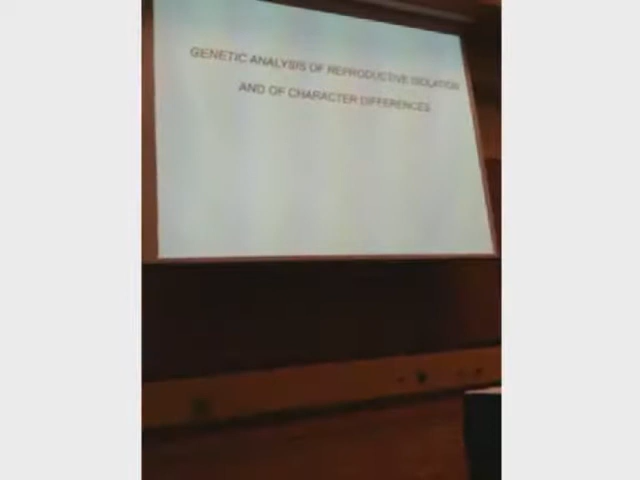 GENETIC ANALYSIS OF REPRODUCTIVE ISOLATION
AND OF CHARACTER DIFFERENCES